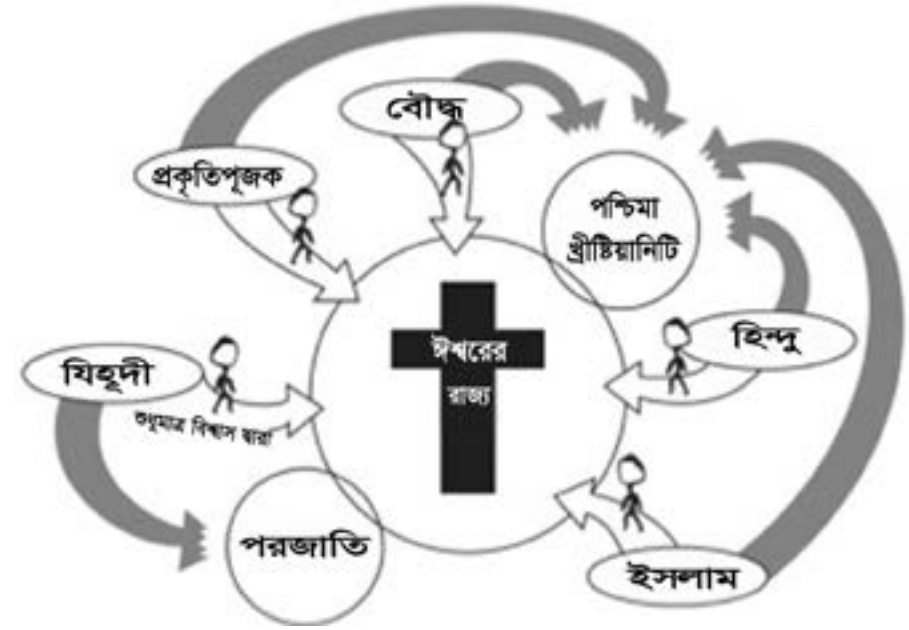 বৌদ্ধ
প্রকৃতিপূজক
পশ্চিমা
খ্রীষ্টিয়ানিটি
হিন্দু
ঈশ্বরের
রাজ্য
যিহূদী
শুধুমাত্র বিশ্বাস দ্বারা
পরজাতি
ইসলাম